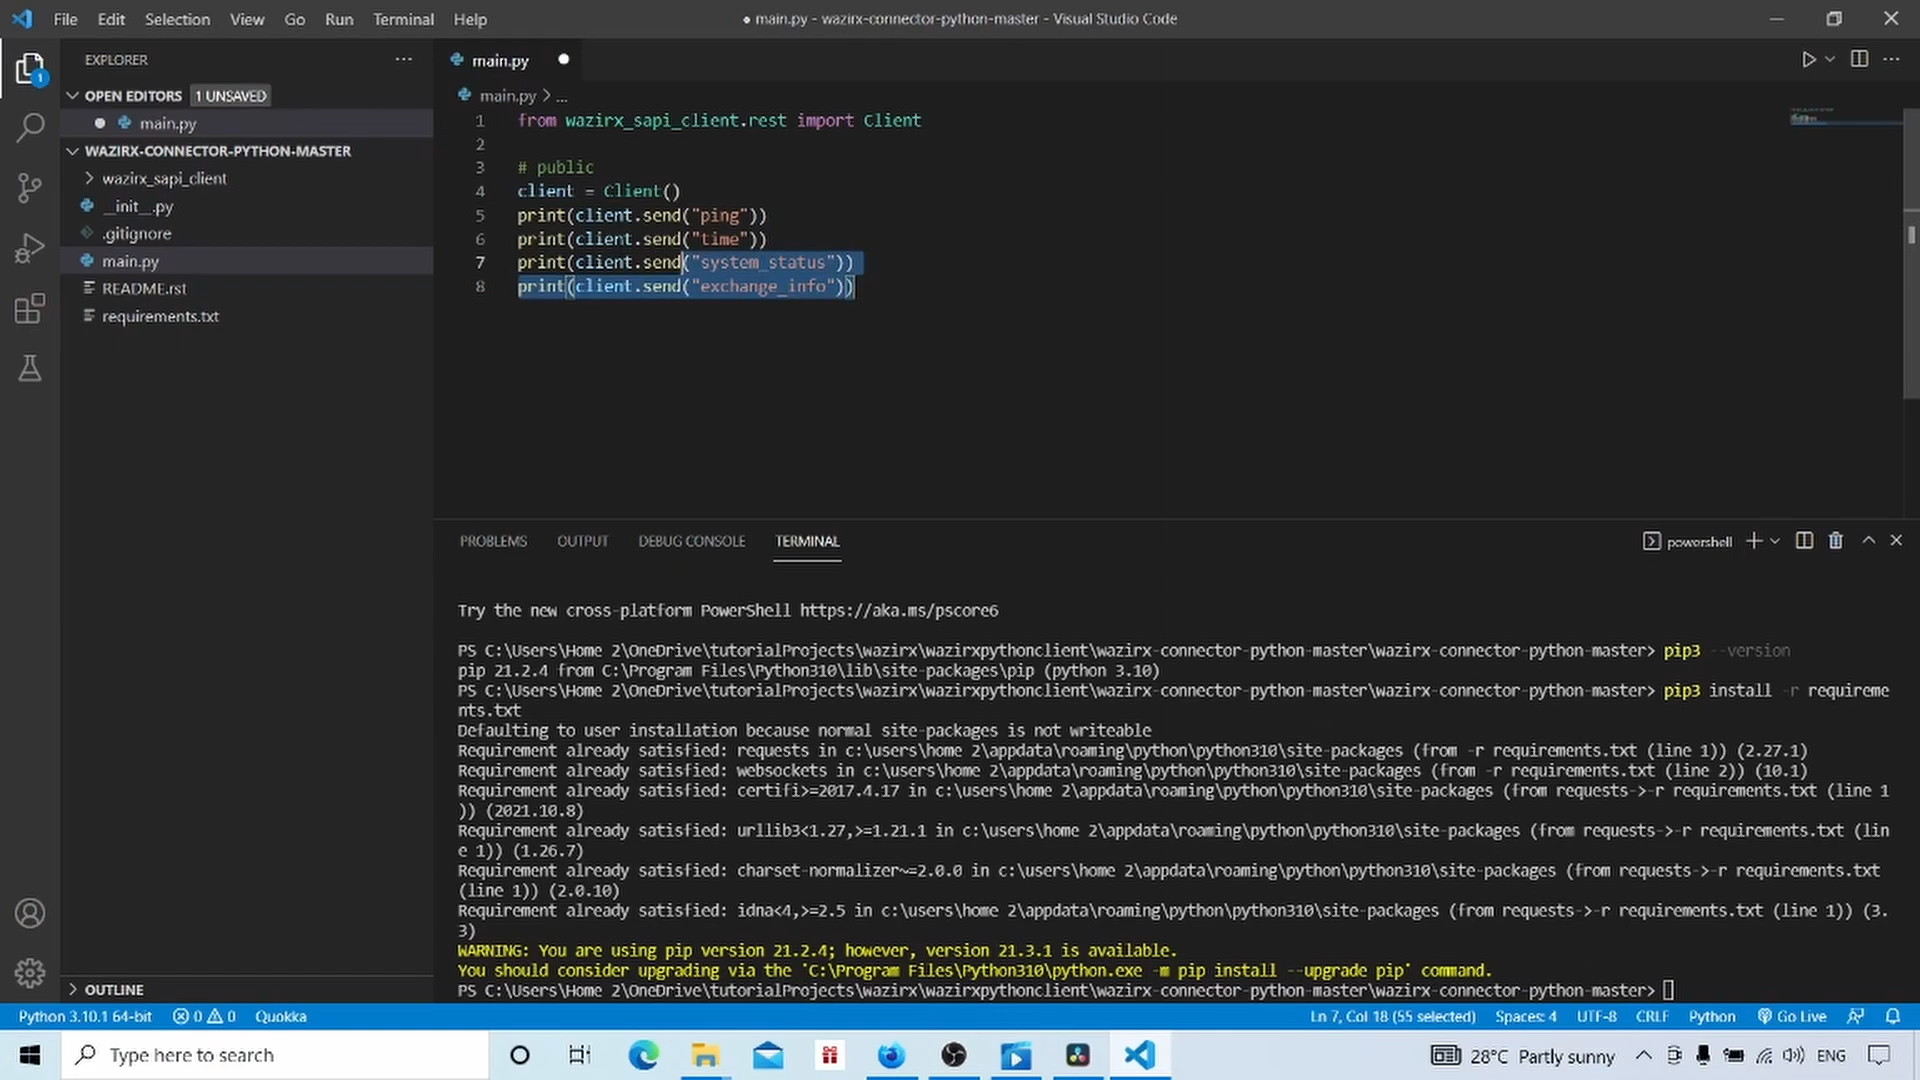 File Edit Selection View Go Run Terminal Help
● main.py - wazirx-connector-python-master - Visual Studio Code
EXPLORER
OPEN EDITORS 1 UNSAVED
main.py
WAZIRX-CONNECTOR-PYTHON-MASTER
wazirx_sapi_client
__init__.py
.gitignore
main.py
README.rst
requirements.txt
OUTLINE
1
main.py
main.py > ...
1 from wazirx_sapi_client.rest import Client
2
3 # public
4 client = Client()
5 print(client.send("ping"))
6 print(client.send("time"))
7 print(client.send("system_status"))
8 print(client.send("exchange_info"))
PROBLEMS OUTPUT DEBUG CONSOLE TERMINAL
powershell
Try the new cross-platform PowerShell https://aka.ms/pscore6
PS C:\Users\Home 2\OneDrive\tutorialProjects\wazirx\wazirxpythonclient\wazirx-connector-python-master\wazirx-connector-python-master> pip3 --version
pip 21.2.4 from C:\Program Files\Python310\lib\site-packages\pip (python 3.10)
PS C:\Users\Home 2\OneDrive\tutorialProjects\wazirx\wazirxpythonclient\wazirx-connector-python-master\wazirx-connector-python-master> pip3 install -r requireme
nts.txt
Defaulting to user installation because normal site-packages is not writeable
Requirement already satisfied: requests in c:\users\home 2\appdata\roaming\python\python310\site-packages (from -r requirements.txt (line 1)) (2.27.1)
Requirement already satisfied: websockets in c:\users\home 2\appdata\roaming\python\python310\site-packages (from -r requirements.txt (line 2)) (10.1)
Requirement already satisfied: certifi>=2017.4.17 in c:\users\home 2\appdata\roaming\python\python310\site-packages (from requests->-r requirements.txt (line 1
)) (2021.10.8)
Requirement already satisfied: urllib3<1.27,>=1.21.1 in c:\users\home 2\appdata\roaming\python\python310\site-packages (from requests->-r requirements.txt (lin
e 1)) (1.26.7)
Requirement already satisfied: charset-normalizer~=2.0.0 in c:\users\home 2\appdata\roaming\python\python310\site-packages (from requests->-r requirements.txt
(line 1)) (2.0.10)
Requirement already satisfied: idna<4,>=2.5 in c:\users\home 2\appdata\roaming\python\python310\site-packages (from requests->-r requirements.txt (line 1)) (3.
3)
WARNING: You are using pip version 21.2.4; however, version 21.3.1 is available.
You should consider upgrading via the 'C:\Program Files\Python310\python.exe -m pip install --upgrade pip' command.
PS C:\Users\Home 2\OneDrive\tutorialProjects\wazirx\wazirxpythonclient\wazirx-connector-python-master\wazirx-connector-python-master>
Python 3.10.1 64-bit 0 0 Quokka Ln 7, Col 18 (55 selected) Spaces: 4 UTF-8 CRLF Python Go Live
Type here to search 28°C Partly sunny ENG